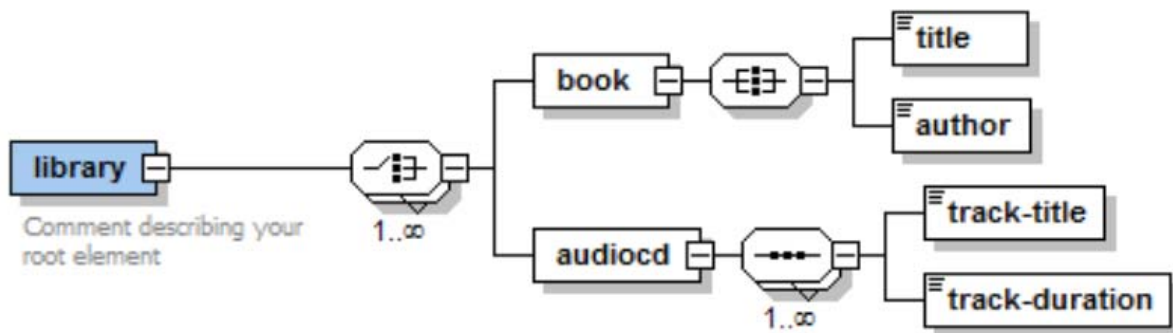 title
book
author
library
Comment describing your
root element
1..∞
track-title
audiocd
track-duration
1..∞